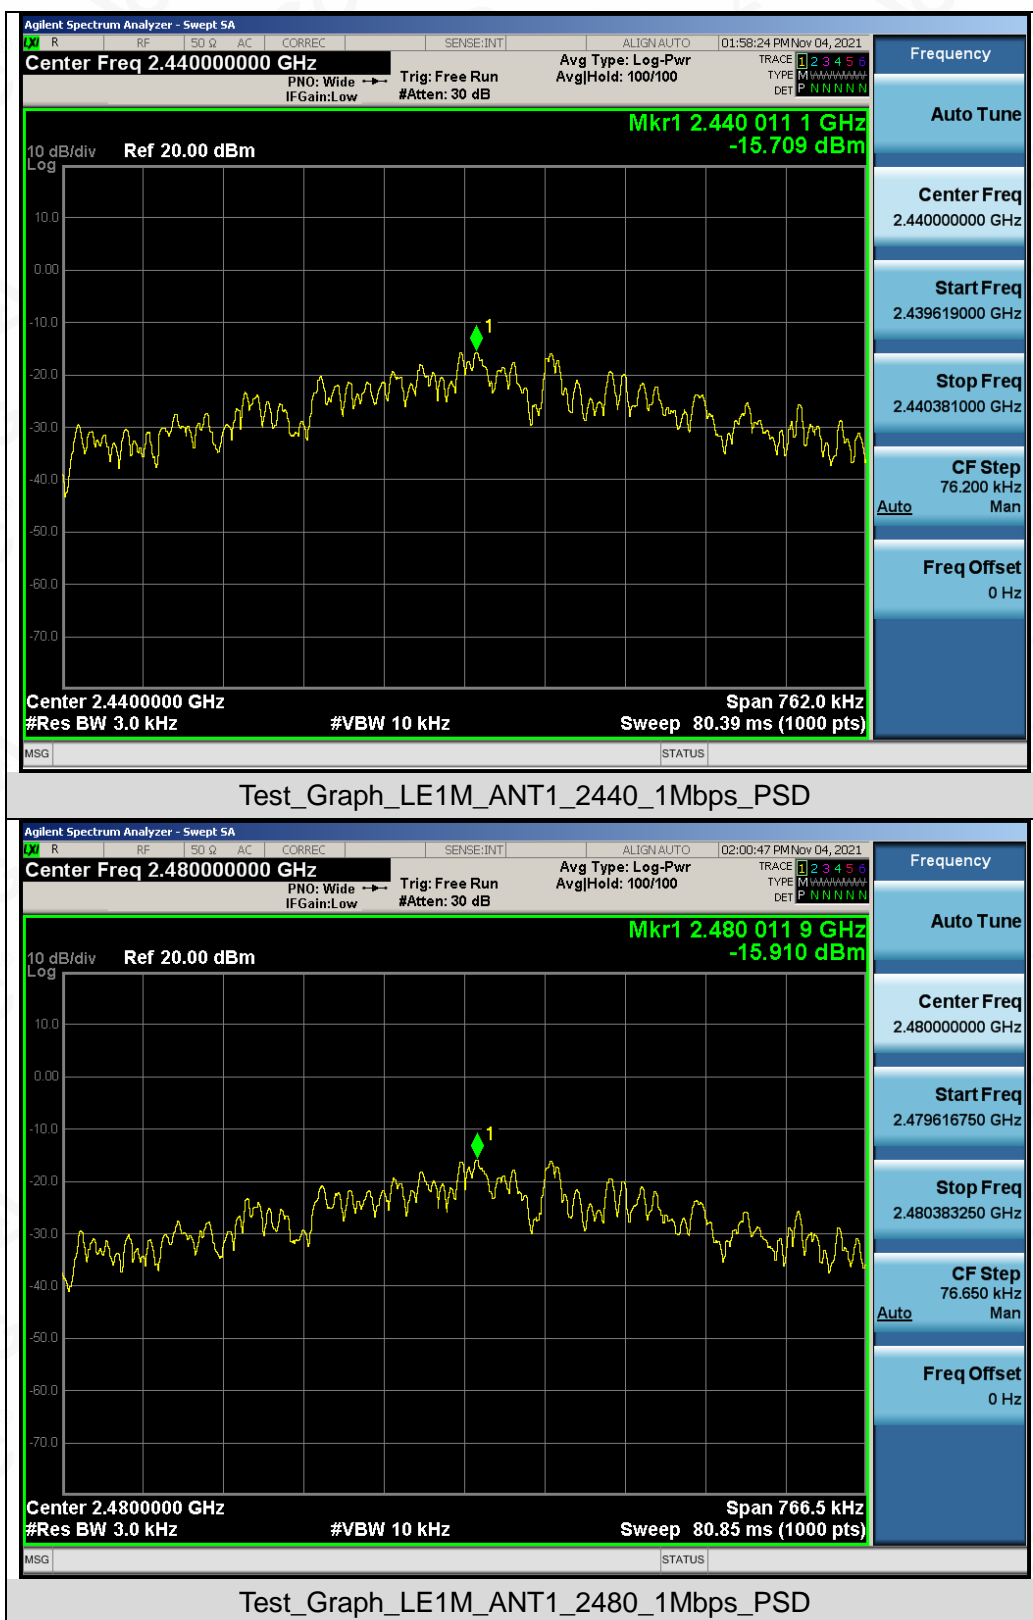 Agilent Spectrum Analyzer - Swept SA
LXI R RF 50 Ω AC CORREC SENSE:INT ALIGNAUTO 01:58:24 PM Nov 04, 2021
Center Freq 2.440000000 GHz
PNO: Wide
IFGain:Low
Trig: Free Run
#Atten: 30 dB
Avg Type: Log-Pwr
Avg|Hold: 100/100
TRACE 1 2 3 4 5 6
TYPE M
DET P N N N N N
Mkr1 2.440 011 1 GHz
-15.709 dBm
10 dB/div Ref 20.00 dBm
Log
10.0
0.00
-10.0
-20.0
-30.0
-40.0
-50.0
-60.0
-70.0
1
Center 2.4400000 GHz Span 762.0 kHz
#Res BW 3.0 kHz #VBW 10 kHz Sweep 80.39 ms (1000 pts)
MSG STATUS
Frequency
Auto Tune
Center Freq
2.440000000 GHz
Start Freq
2.439619000 GHz
Stop Freq
2.440381000 GHz
CF Step
76.200 kHz
Auto Man
Freq Offset
0 Hz
Test_Graph_LE1M_ANT1_2440_1Mbps_PSD
Agilent Spectrum Analyzer - Swept SA
LXI R RF 50 Ω AC CORREC SENSE:INT ALIGNAUTO 02:00:47 PM Nov 04, 2021
Center Freq 2.480000000 GHz
PNO: Wide
IFGain:Low
Trig: Free Run
#Atten: 30 dB
Avg Type: Log-Pwr
Avg|Hold: 100/100
TRACE 1 2 3 4 5 6
TYPE M
DET P N N N N N
Mkr1 2.480 011 9 GHz
-15.910 dBm
10 dB/div Ref 20.00 dBm
Log
10.0
0.00
-10.0
-20.0
-30.0
-40.0
-50.0
-60.0
-70.0
1
Center 2.4800000 GHz Span 766.5 kHz
#Res BW 3.0 kHz #VBW 10 kHz Sweep 80.85 ms (1000 pts)
MSG STATUS
Frequency
Auto Tune
Center Freq
2.480000000 GHz
Start Freq
2.479616750 GHz
Stop Freq
2.480383250 GHz
CF Step
76.650 kHz
Auto Man
Freq Offset
0 Hz
Test_Graph_LE1M_ANT1_2480_1Mbps_PSD